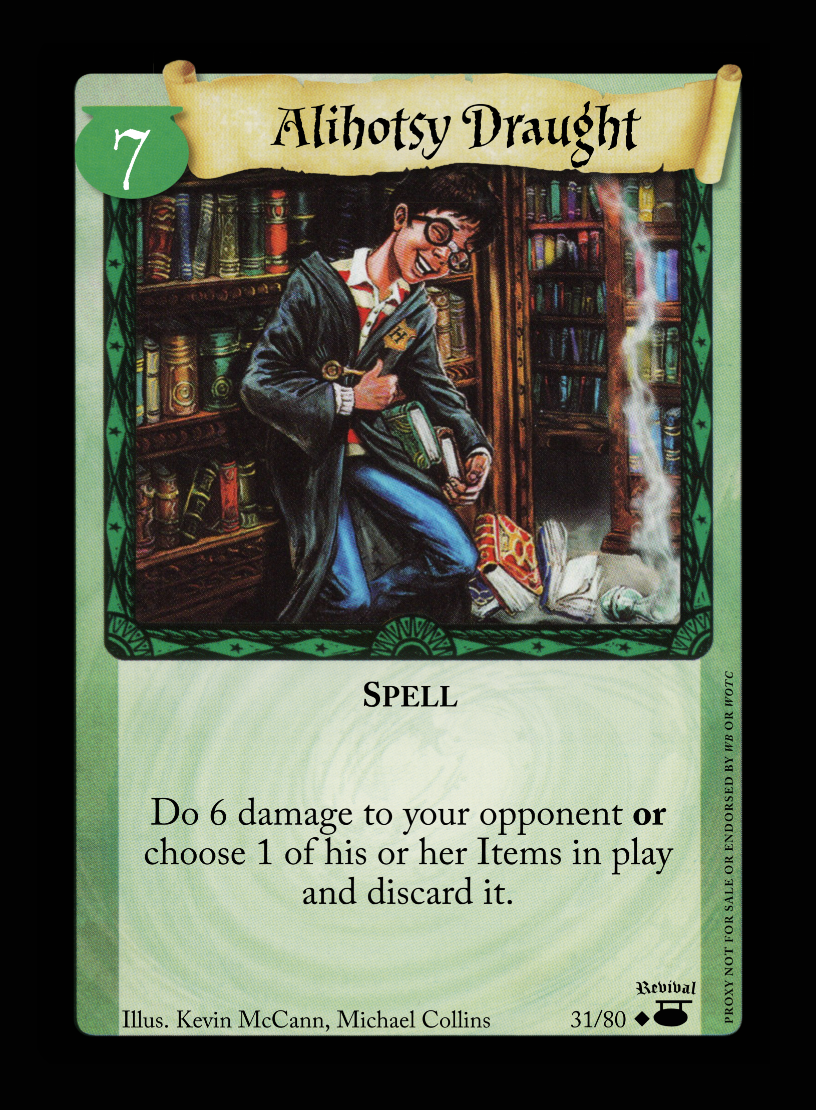 7
Alihotsy Draught
H
SPELL
Do 6 damage to your opponent or
choose 1 of his or her Items in play
and discard it.
PROXY NOT FOR SALE OR ENDORSED BY WB OR WOTC
Revival
Illus. Kevin McCann, Michael Collins
31/80